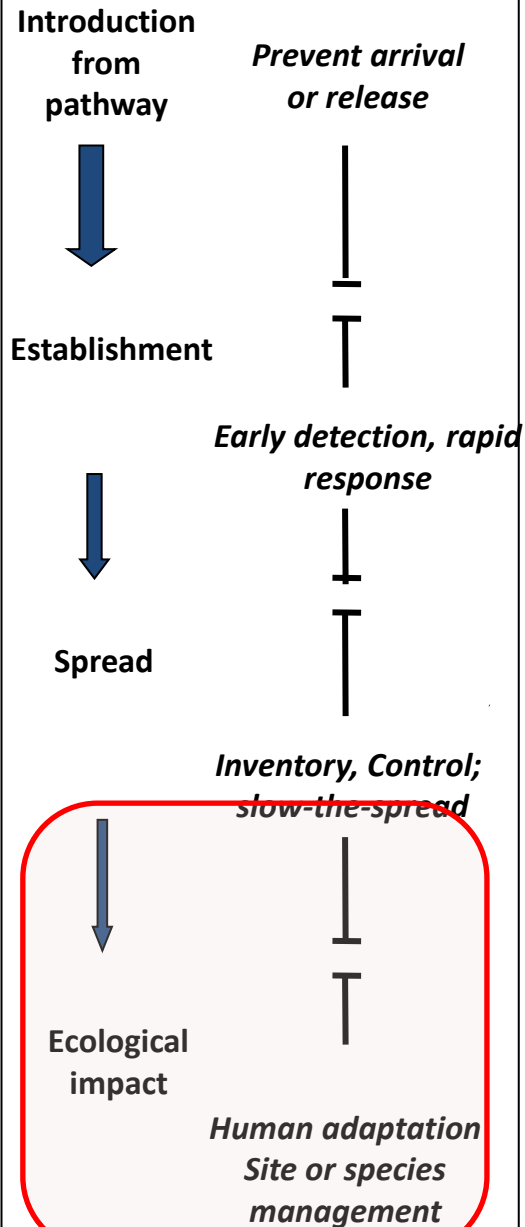 Introduction
from
pathway
Prevent arrival
or release
Establishment
Early detection, rapid
response
Spread
Inventory, Control;
slow-the-spread
Ecological
impact
Human adaptation
Site or species
management